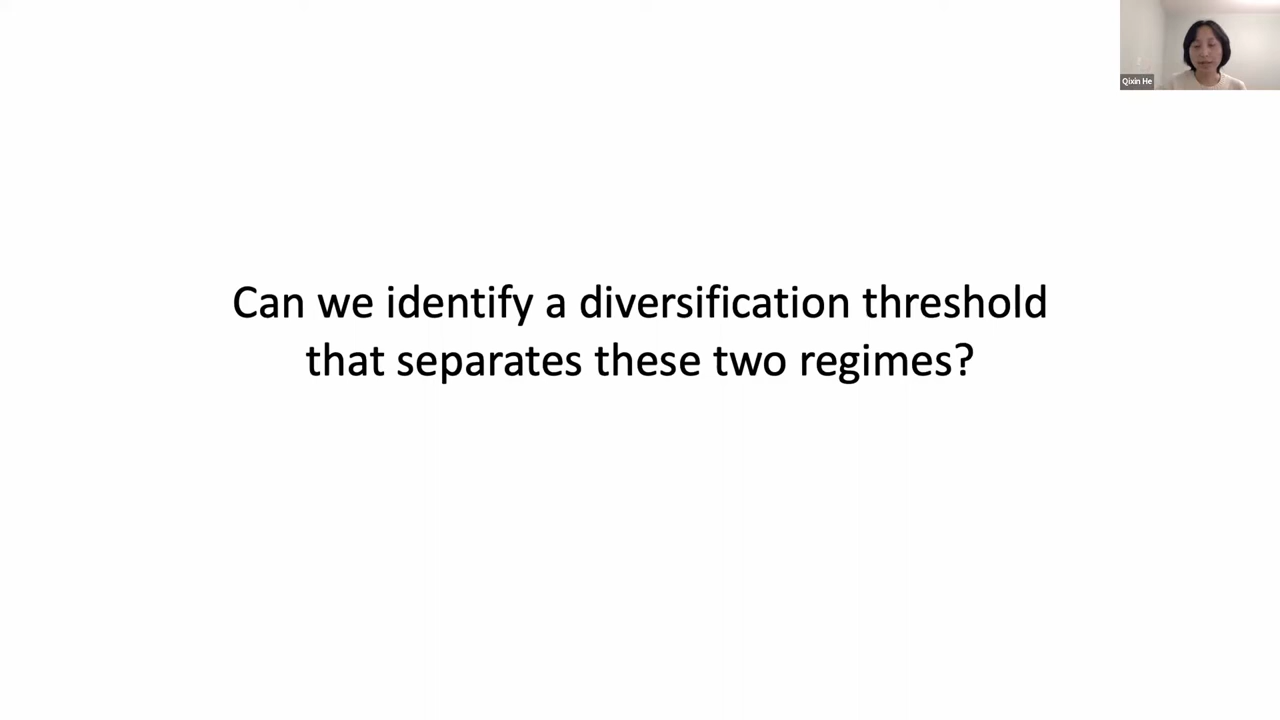 Qixin He
Can we identify a diversification threshold
that separates these two regimes?